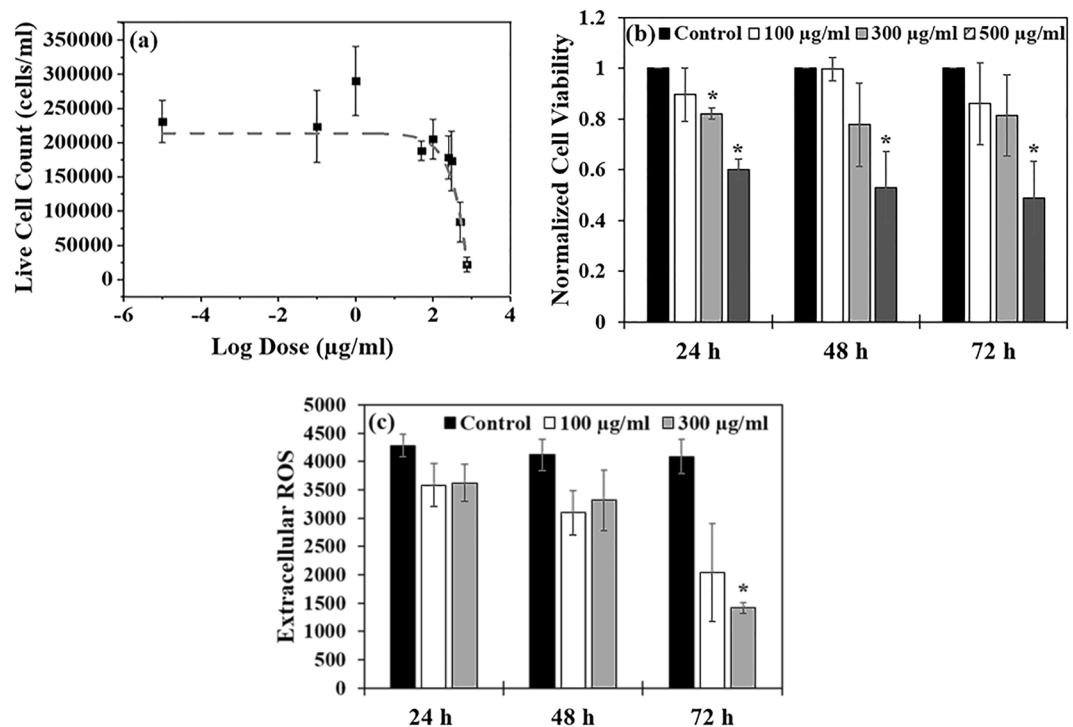 (a)
Live Cell Count (cells/ml)
350000
300000
250000
200000
150000
100000
50000
0
-6 -4 -2 0 2 4
Log Dose (µg/ml)
(b) Control 100 µg/ml 300 µg/ml 500 µg/ml
Normalized Cell Viability
1.2
1
0.8
0.6
0.4
0.2
0
* * * *
24 h 48 h 72 h
(c) Control 100 µg/ml 300 µg/ml
Extracellular ROS
5000
4500
4000
3500
3000
2500
2000
1500
1000
500
0
*
24 h 48 h 72 h